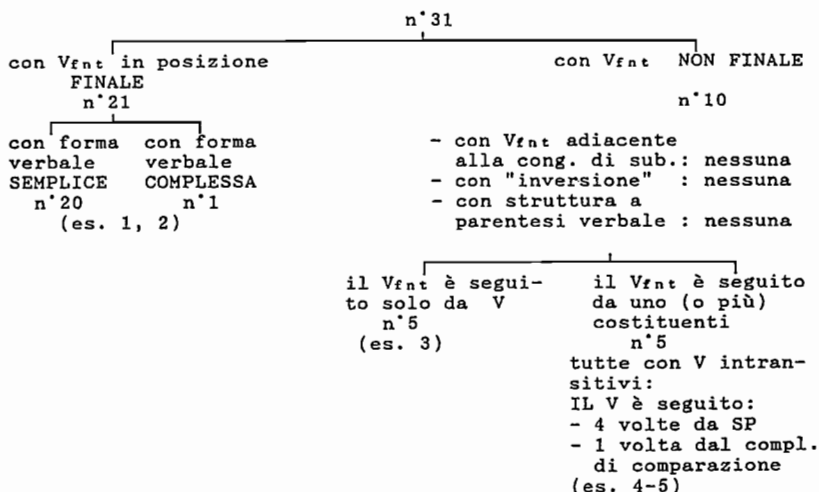 n°31
con Vfnt in posizione
FINALE
n°21
con Vfnt NON FINALE
n°10
con forma
verbale
SEMPLICE
n°20
con forma
verbale
COMPLESSA
n°1
(es. 1, 2)
- con Vfnt adiacente
alla cong. di sub.: nessuna
- con "inversione" : nessuna
- con struttura a
parentesi verbale : nessuna
il Vfnt è segui-
to solo da V
n°5
(es. 3)
il Vfnt è seguito
da uno (o più)
costituenti
n°5
tutte con V intran-
sitivi:
IL V è seguito:
- 4 volte da SP
- 1 volta dal compl.
di comparazione
(es. 4-5)